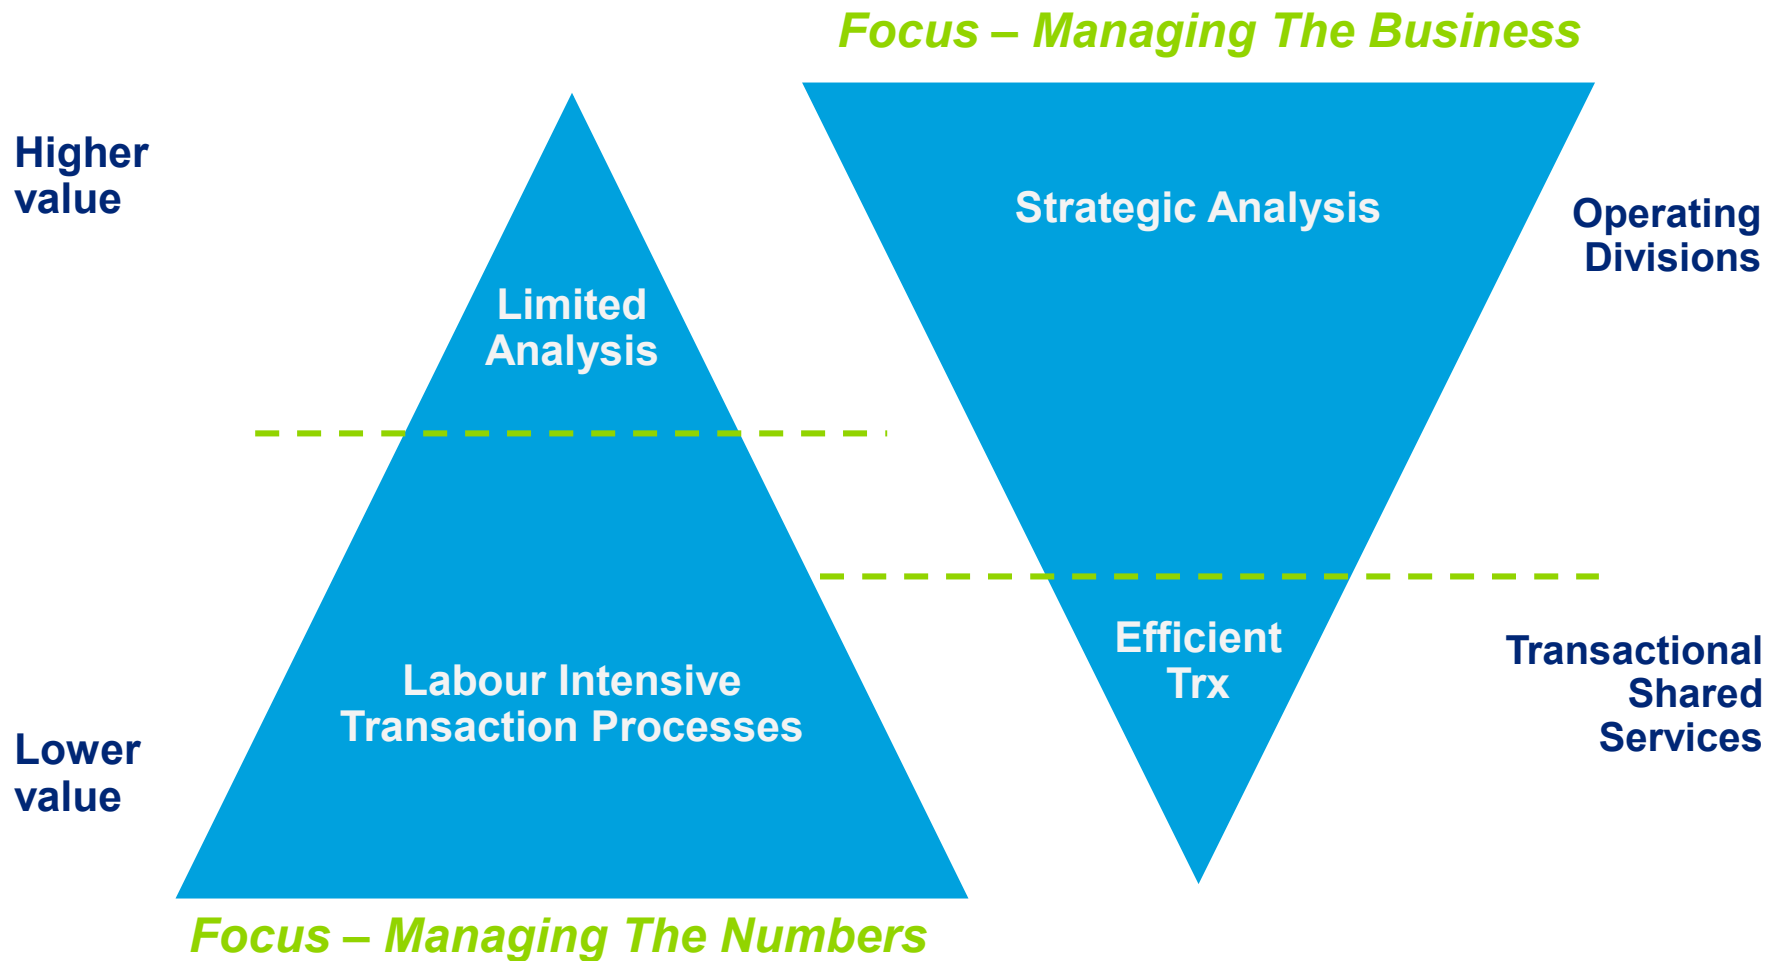 Focus – Managing The Business
Higher
value
Strategic Analysis
Operating
Divisions
Limited
Analysis
Efficient
Trx
Labour Intensive
Transaction Processes
Transactional
Shared
Services
Lower
value
Focus – Managing The Numbers